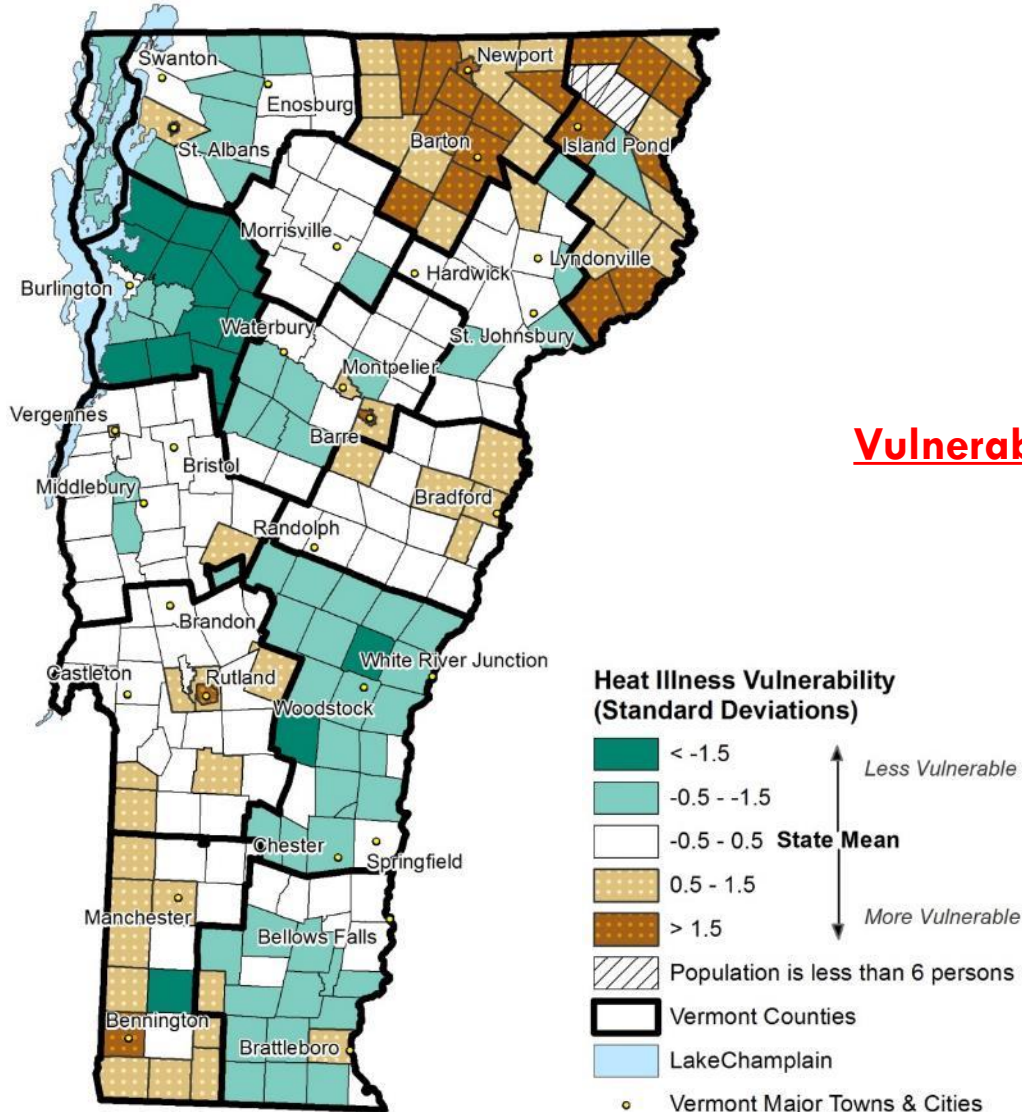 Swanton
Newport
Enosburg
St. Albans
Barton
Island Pond
Morrisville
Hardwick
Lyndonville
Burlington
Waterbury
St. Johnsbury
Montpelier
Vergennes
Barre
Bristol
Middlebury
Bradford
Randolph
Brandon
White River Junction
Castleton
Rutland
Woodstock
Chester
Springfield
Manchester
Bellows Falls
Bennington
Brattleboro
Vulnerab
Heat Illness Vulnerability
(Standard Deviations)
< -1.5
Less Vulnerable
-0.5 - -1.5
-0.5 - 0.5 State Mean
0.5 - 1.5
> 1.5
More Vulnerable
Population is less than 6 persons
Vermont Counties
LakeChamplain
Vermont Major Towns & Cities